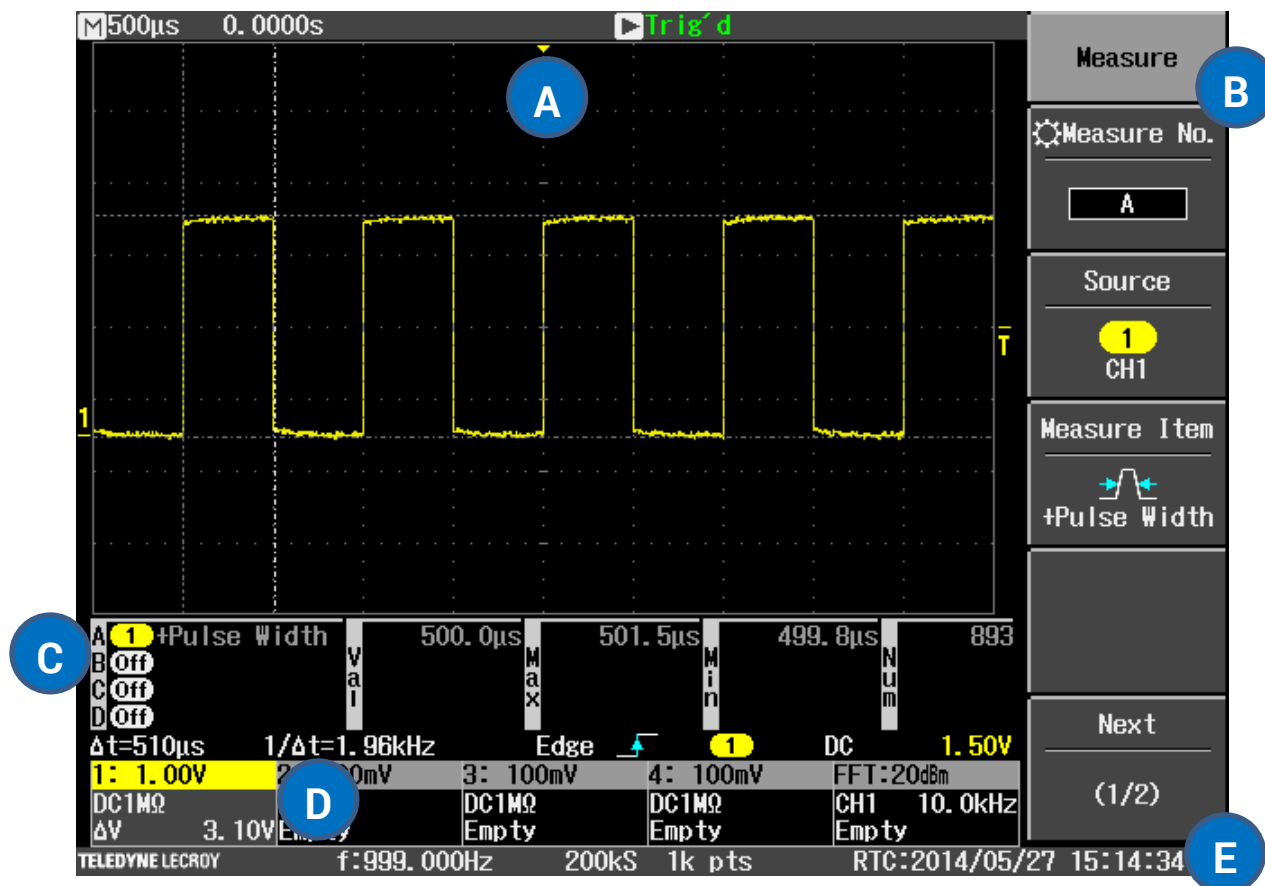 M 500µs 0.0000s Trig´d
Measure
A
B
Measure No.
A
Source
1
CH1
T
1
Measure Item
+Pulse Width
C
A 1 +Pulse Width Val 500.0µs Max 501.5µs Min 499.8µs Num 893
B Off
C Off
D Off
Δt=510µs 1/Δt=1.96kHz Edge 1 DC 1.50V
Next
(1/2)
1: 1.00V 3: 100mV 4: 100mV FFT:20dBm
D
DC1MΩ DC1MΩ DC1MΩ CH1 10.0kHz
ΔV 3.10V Empty Empty Empty
TELEDYNE LECROY f:999.000Hz 200kS 1k pts RTC:2014/05/27 15:14:34
E